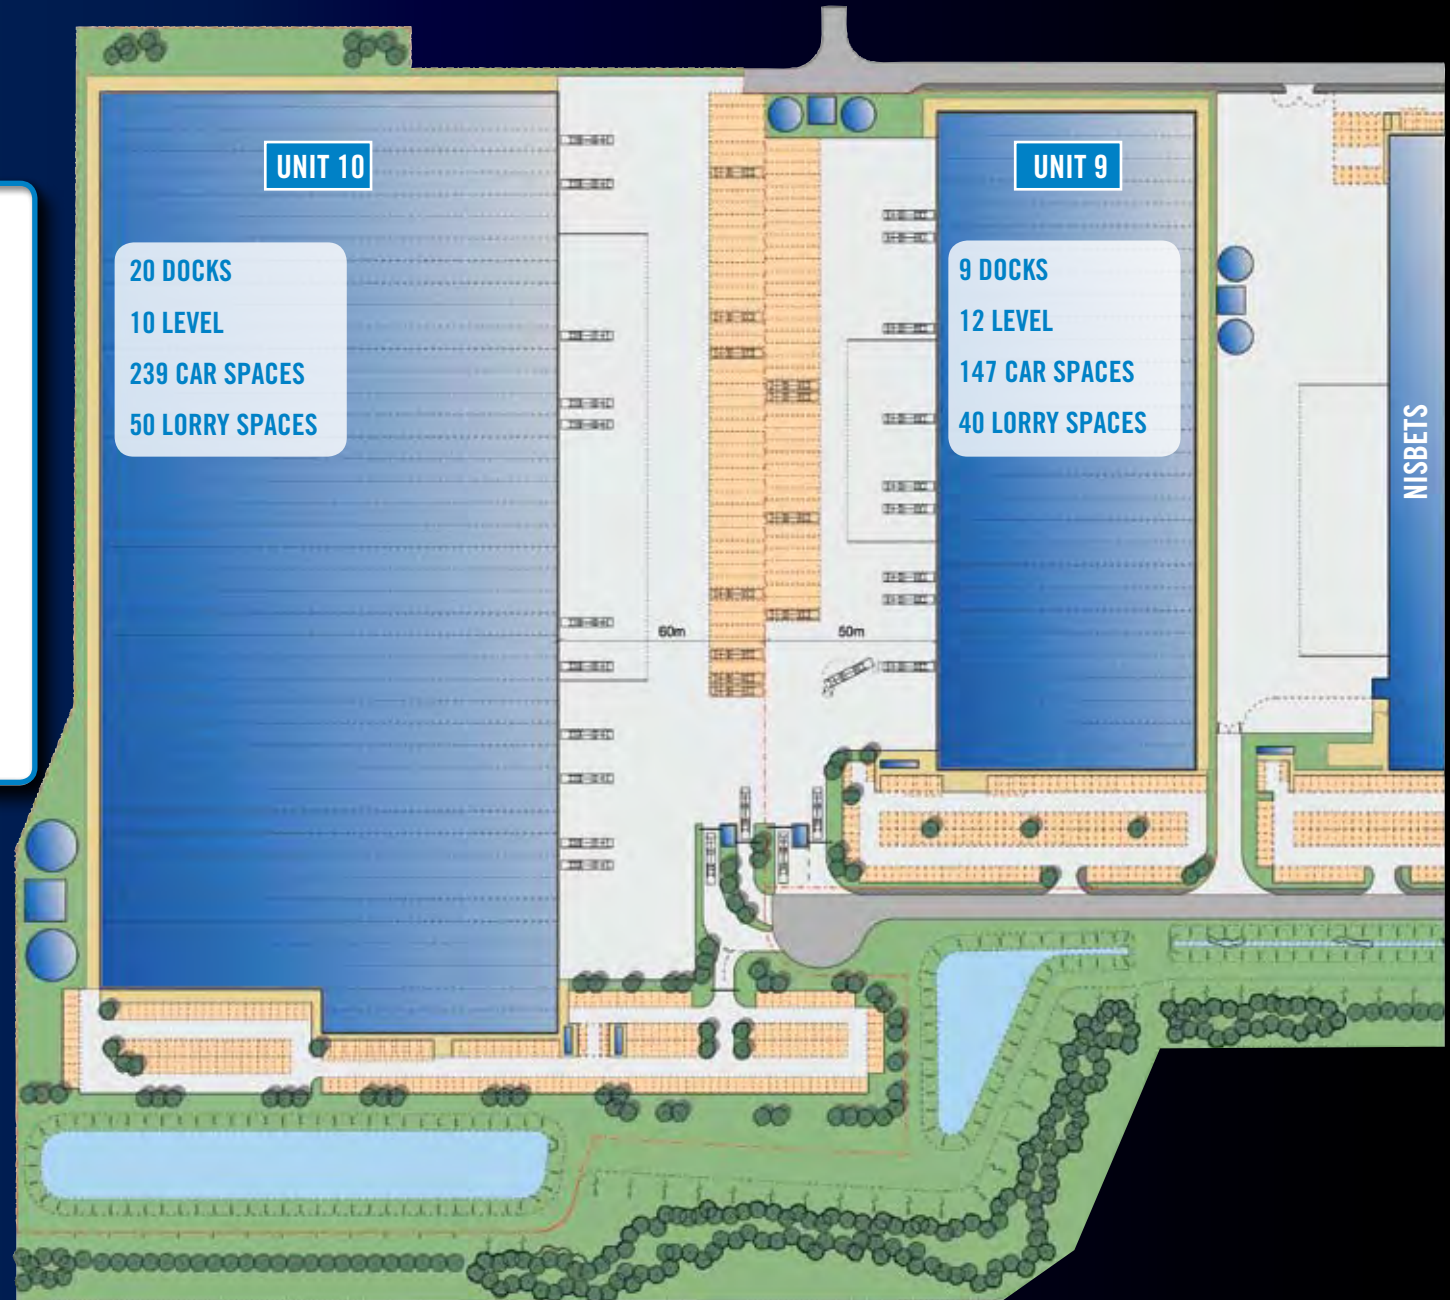 UNIT 10
20 DOCKS
10 LEVEL
239 CAR SPACES
50 LORRY SPACES
UNIT 9
9 DOCKS
12 LEVEL
147 CAR SPACES
40 LORRY SPACES
NISBETS
60m
50m